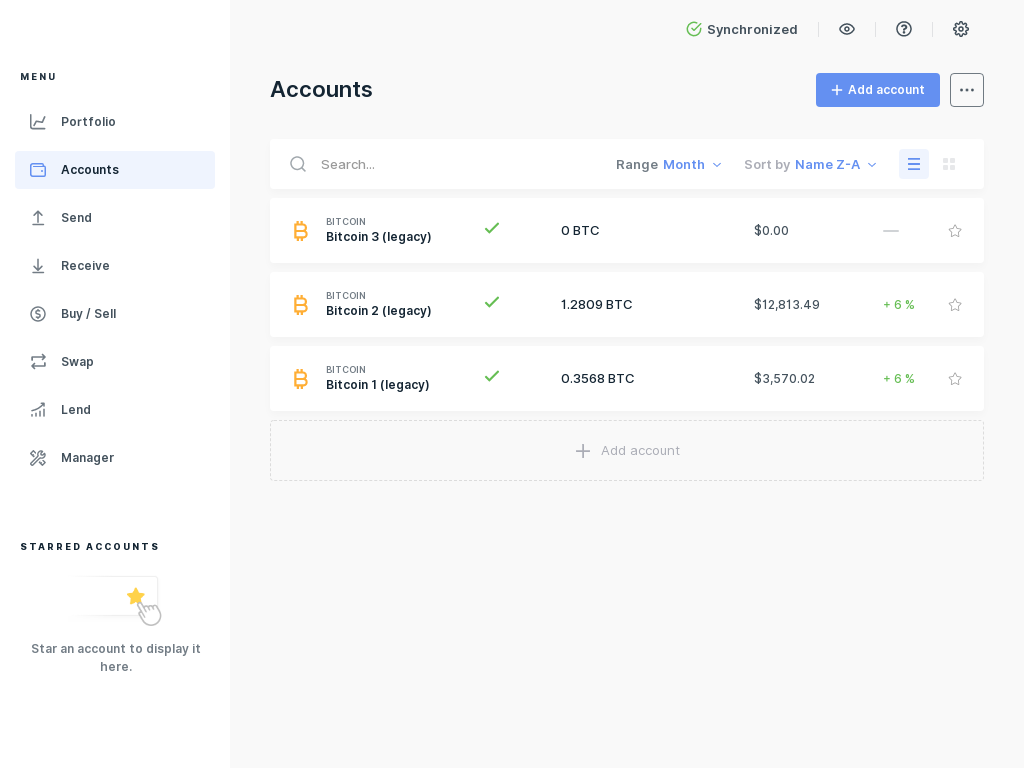 Synchronized
MENU
Portfolio
Accounts
Send
Receive
Buy / Sell
Swap
Lend
Manager
STARRED ACCOUNTS
Star an account to display it
here.
Accounts
Add account
Search...
Range Month
Sort by Name Z-A
BITCOIN
Bitcoin 3 (legacy)
0 BTC
$0.00
BITCOIN
Bitcoin 2 (legacy)
1.2809 BTC
$12,813.49
+ 6 %
BITCOIN
Bitcoin 1 (legacy)
0.3568 BTC
$3,570.02
+ 6 %
Add account